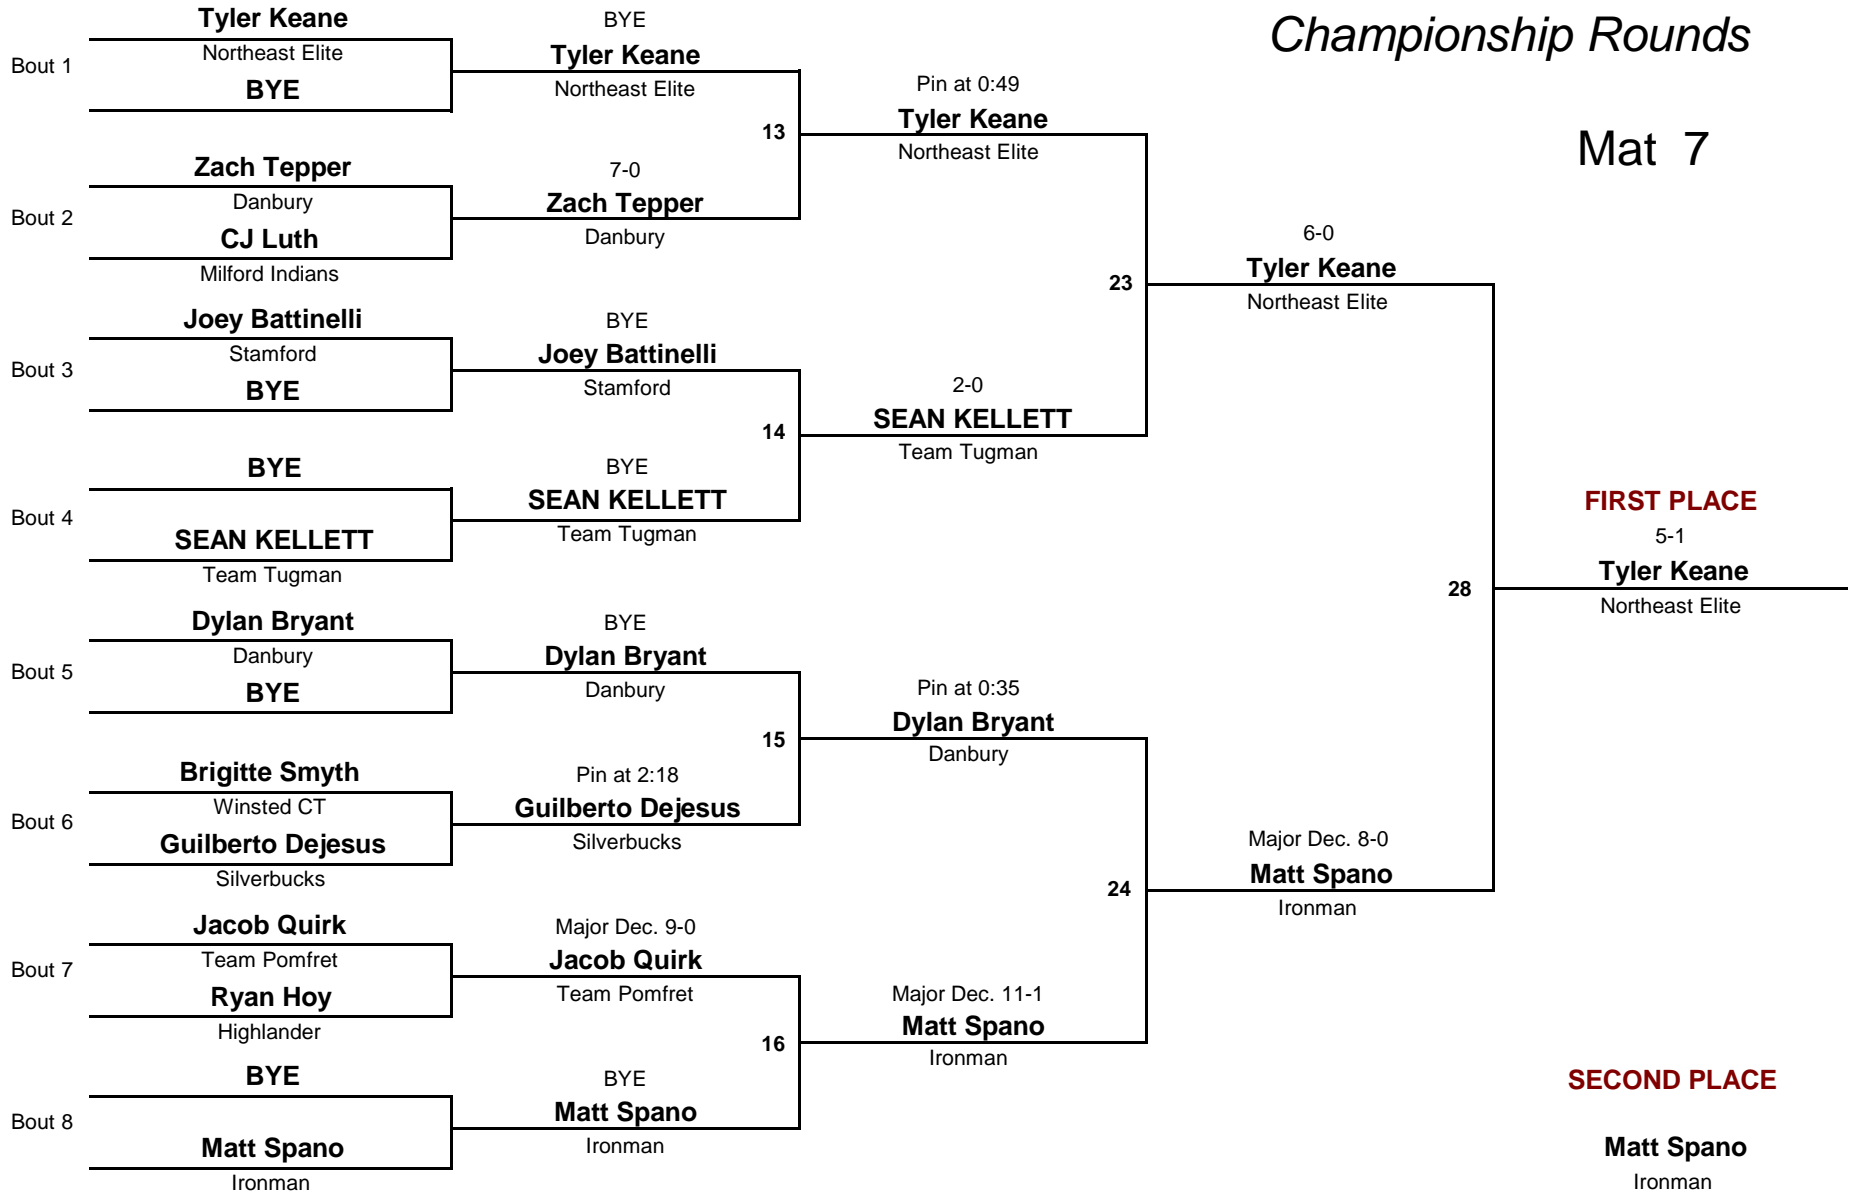 Championship Rounds
Mat 7
Bout 1
Tyler Keane
Northeast Elite
BYE
Bout 2
Zach Tepper
Danbury
CJ Luth
Milford Indians
Bout 3
Joey Battinelli
Stamford
BYE
Bout 4
BYE
SEAN KELLETT
Team Tugman
Bout 5
Dylan Bryant
Danbury
BYE
Bout 6
Brigitte Smyth
Winsted CT
Guilberto Dejesus
Silverbucks
Bout 7
Jacob Quirk
Team Pomfret
Ryan Hoy
Highlander
Bout 8
BYE
Matt Spano
Ironman
BYE
Tyler Keane
Northeast Elite
13
7-0
Zach Tepper
Danbury
BYE
Joey Battinelli
Stamford
14
BYE
SEAN KELLETT
Team Tugman
BYE
Dylan Bryant
Danbury
15
Pin at 2:18
Guilberto Dejesus
Silverbucks
Major Dec. 9-0
Jacob Quirk
Team Pomfret
16
BYE
Matt Spano
Ironman
Pin at 0:49
Tyler Keane
Northeast Elite
23
2-0
SEAN KELLETT
Team Tugman
Pin at 0:35
Dylan Bryant
Danbury
24
Major Dec. 11-1
Matt Spano
Ironman
6-0
Tyler Keane
Northeast Elite
28
Major Dec. 8-0
Matt Spano
Ironman
FIRST PLACE
5-1
Tyler Keane
Northeast Elite
SECOND PLACE
Matt Spano
Ironman